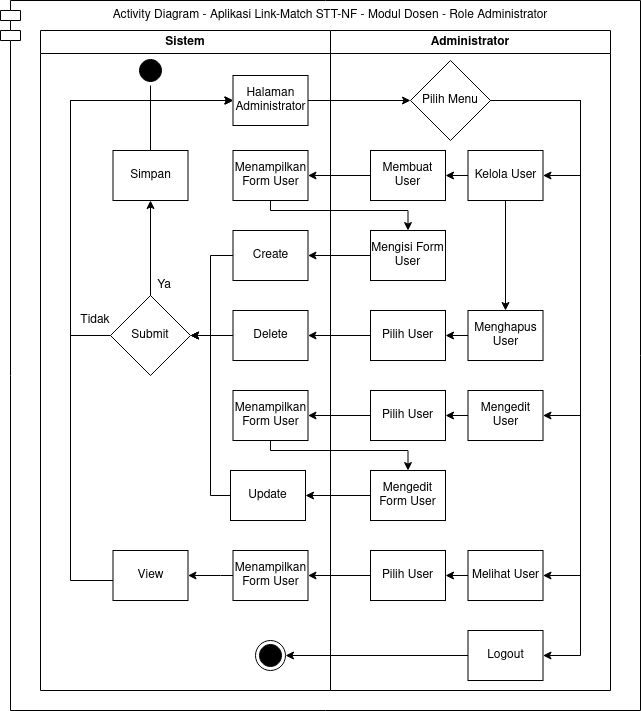 Activity Diagram - Aplikasi Link-Match STT-NF - Modul Dosen - Role Administrator
Sistem
Administrator
Halaman
Administrator
Pilih Menu
Simpan
Menampilkan
Form User
Membuat
User
Kelola User
Create
Mengisi Form
User
Ya
Tidak
Submit
Delete
Pilih User
Menghapus
User
Menampilkan
Form User
Pilih User
Mengedit
User
Update
Mengedit
Form User
View
Menampilkan
Form User
Pilih User
Melihat User
Logout